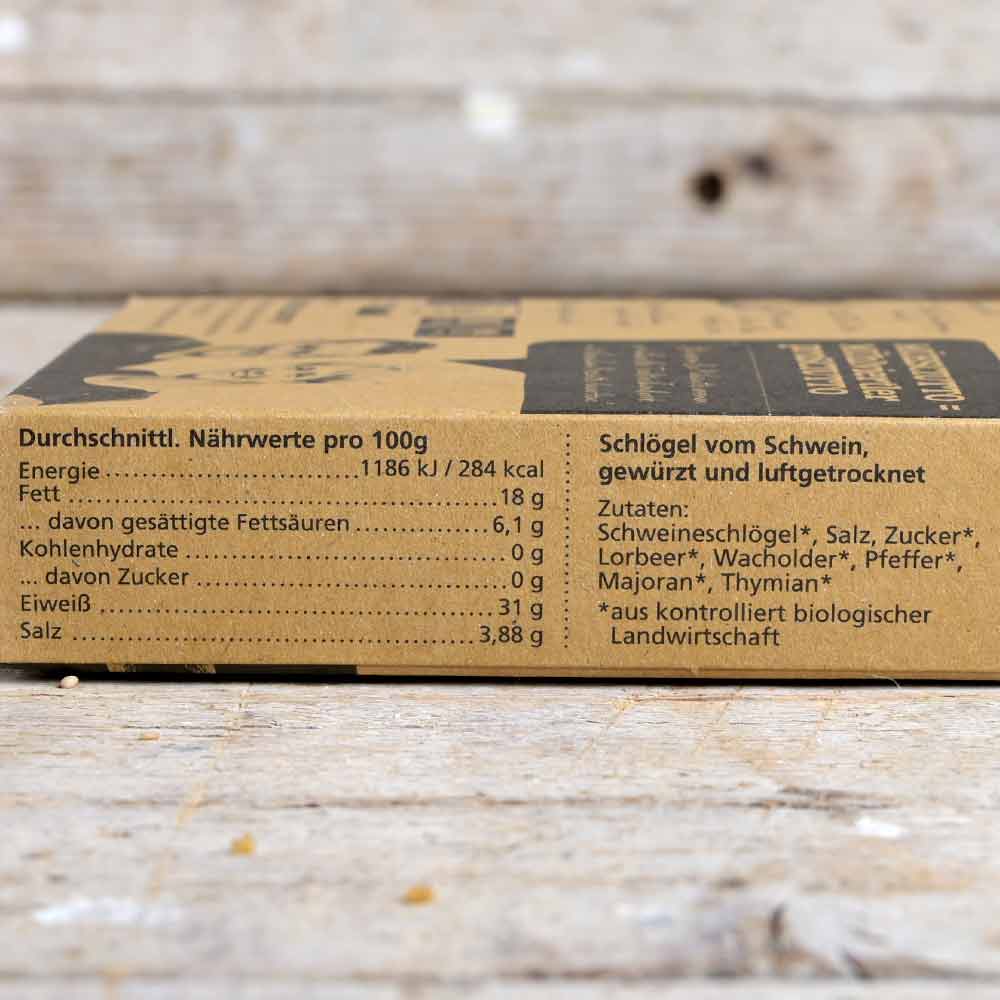 Durchschnittl. Nährwerte pro 100g
Energie ........................ 1186 kJ / 284 kcal
Fett ........................ 18 g
... davon gesättigte Fettsäuren ........................ 6,1 g
Kohlenhydrate ........................ 0 g
... davon Zucker ........................ 0 g
Eiweiß ........................ 31 g
Salz ........................ 3,88 g
Schlögel vom Schwein,
gewürzt und luftgetrocknet
Zutaten:
Schweineschlögel*, Salz, Zucker*,
Lorbeer*, Wacholder*, Pfeffer*,
Majoran*, Thymian*
*aus kontrolliert biologischer
Landwirtschaft